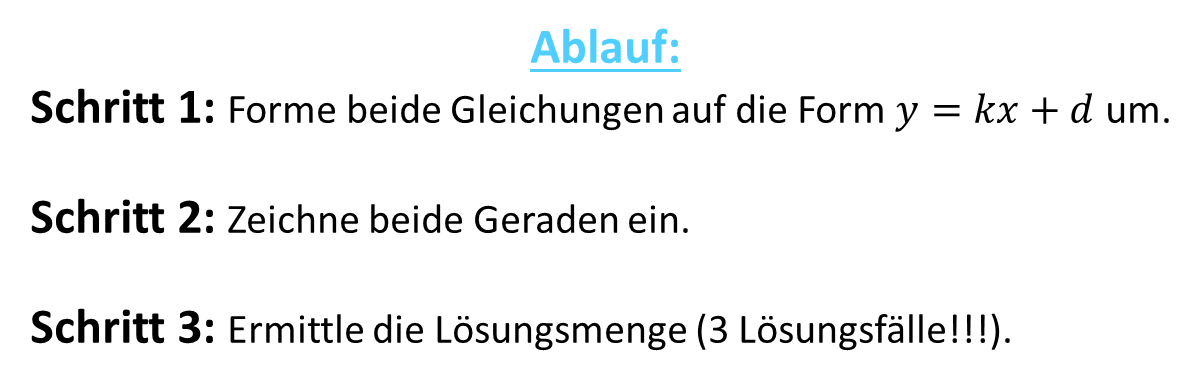 Ablauf:
Schritt 1: Forme beide Gleichungen auf die Form y = kx + d um.
Schritt 2: Zeichne beide Geraden ein.
Schritt 3: Ermittle die Lösungsmenge (3 Lösungsfälle!!!).